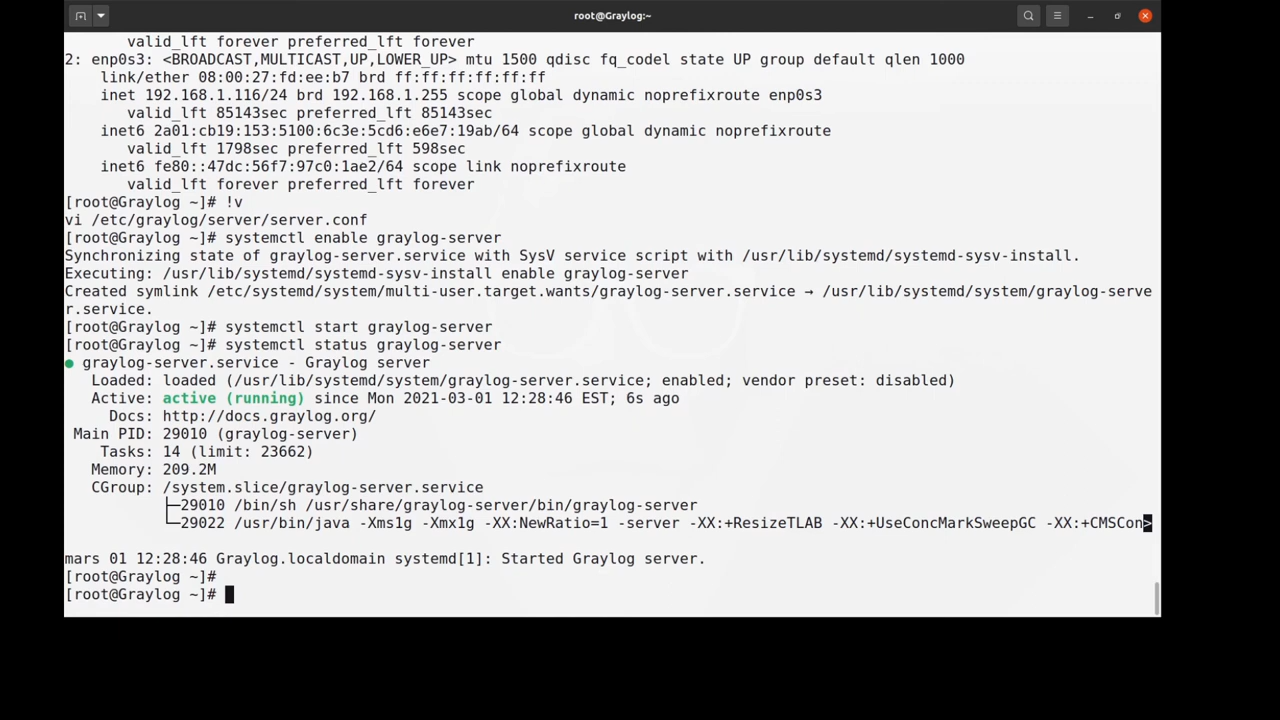 root@Graylog:~
valid_lft forever preferred_lft forever
2: enp0s3: <BROADCAST,MULTICAST,UP,LOWER_UP> mtu 1500 qdisc fq_codel state UP group default qlen 1000
link/ether 08:00:27:fd:ee:b7 brd ff:ff:ff:ff:ff:ff
inet 192.168.1.116/24 brd 192.168.1.255 scope global dynamic noprefixroute enp0s3
valid_lft 85143sec preferred_lft 85143sec
inet6 2a01:cb19:153:5100:6c3e:5cd6:e6e7:19ab/64 scope global dynamic noprefixroute
valid_lft 1798sec preferred_lft 598sec
inet6 fe80::47dc:56f7:97c0:1ae2/64 scope link noprefixroute
valid_lft forever preferred_lft forever
[root@Graylog ~]# !v
vi /etc/graylog/server/server.conf
[root@Graylog ~]# systemctl enable graylog-server
Synchronizing state of graylog-server.service with SysV service script with /usr/lib/systemd/systemd-sysv-install.
Executing: /usr/lib/systemd/systemd-sysv-install enable graylog-server
Created symlink /etc/systemd/system/multi-user.target.wants/graylog-server.service → /usr/lib/systemd/system/graylog-serve
r.service.
[root@Graylog ~]# systemctl start graylog-server
[root@Graylog ~]# systemctl status graylog-server
● graylog-server.service - Graylog server
Loaded: loaded (/usr/lib/systemd/system/graylog-server.service; enabled; vendor preset: disabled)
Active: active (running) since Mon 2021-03-01 12:28:46 EST; 6s ago
Docs: http://docs.graylog.org/
Main PID: 29010 (graylog-server)
Tasks: 14 (limit: 23662)
Memory: 209.2M
CGroup: /system.slice/graylog-server.service
├─29010 /bin/sh /usr/share/graylog-server/bin/graylog-server
└─29022 /usr/bin/java -Xms1g -Xmx1g -XX:NewRatio=1 -server -XX:+ResizeTLAB -XX:+UseConcMarkSweepGC -XX:+CMSCon>
mars 01 12:28:46 Graylog.localdomain systemd[1]: Started Graylog server.
[root@Graylog ~]#
[root@Graylog ~]#